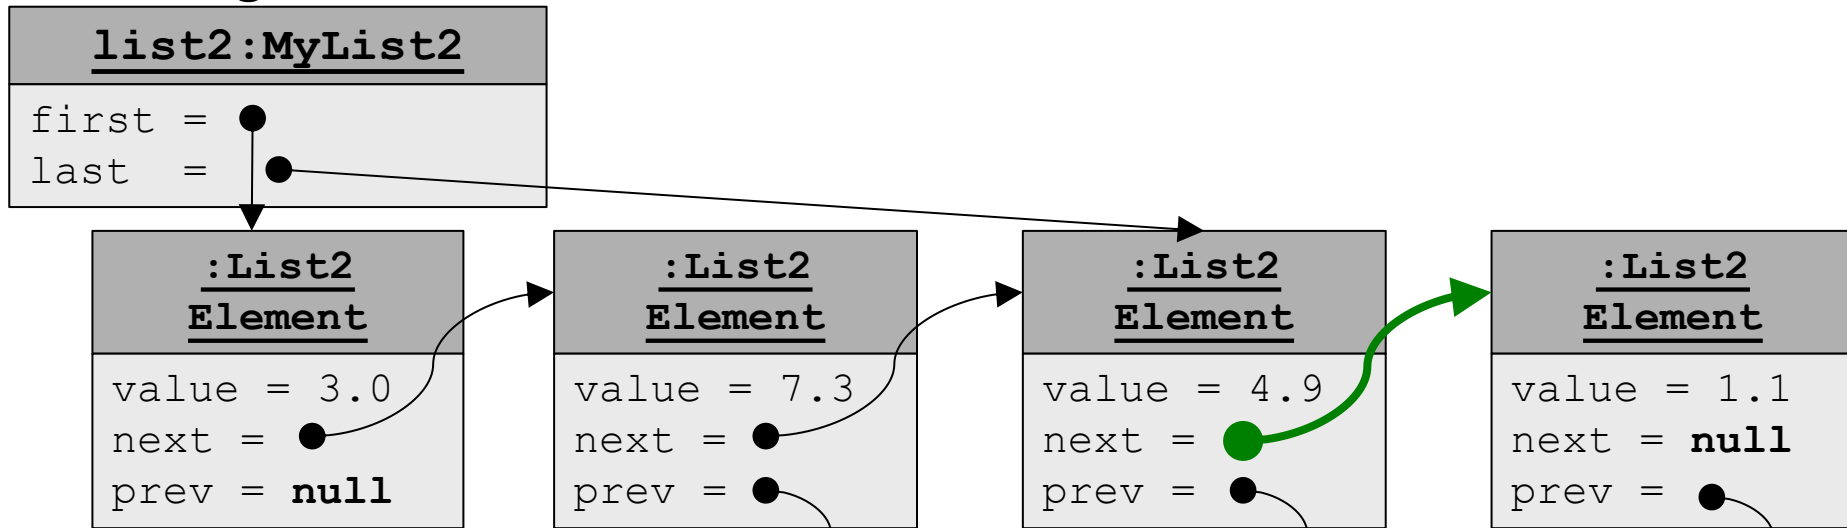 list2:MyList2
first =
last  =
:List2
Element
value = 3.0
next =
prev = null
:List2
Element
value = 7.3
next =
prev =
:List2
Element
value = 4.9
next =
prev =
:List2
Element
value = 1.1
next = null
prev =